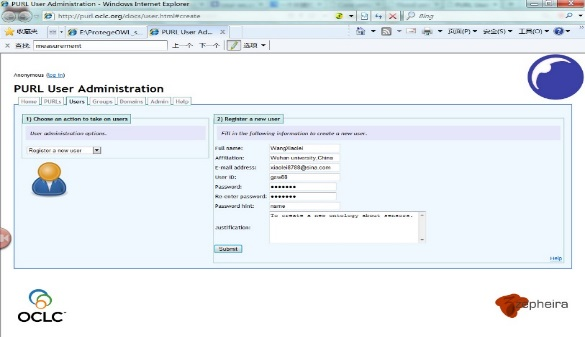 PURL User Administration - Windows Internet Explorer
http://purl.oclc.org/docs/user.html#create
Bing
收藏夹
E:\ProtegeOWL_s...
PURL User Ad...
页面(P)
安全(S)
工具(O)
查找: measurement
上一个 下一个
选项
Anonymous (log in)
PURL User Administration
Home PURLs Users Groups Domains Admin Help
1) Choose an action to take on users
User administration options.
Register a new user
2) Register a new user
Fill in the following information to create a new user.
Full name: WangXiaolei
Affiliation: Wuhan university,China
E-mail address: xiaolei8788@sina.com
User ID:
Password:
Re-enter password:
Password hint: name
To create a new ontology about sensors.
Justification:
Submit
Help
OCLC
zepheira